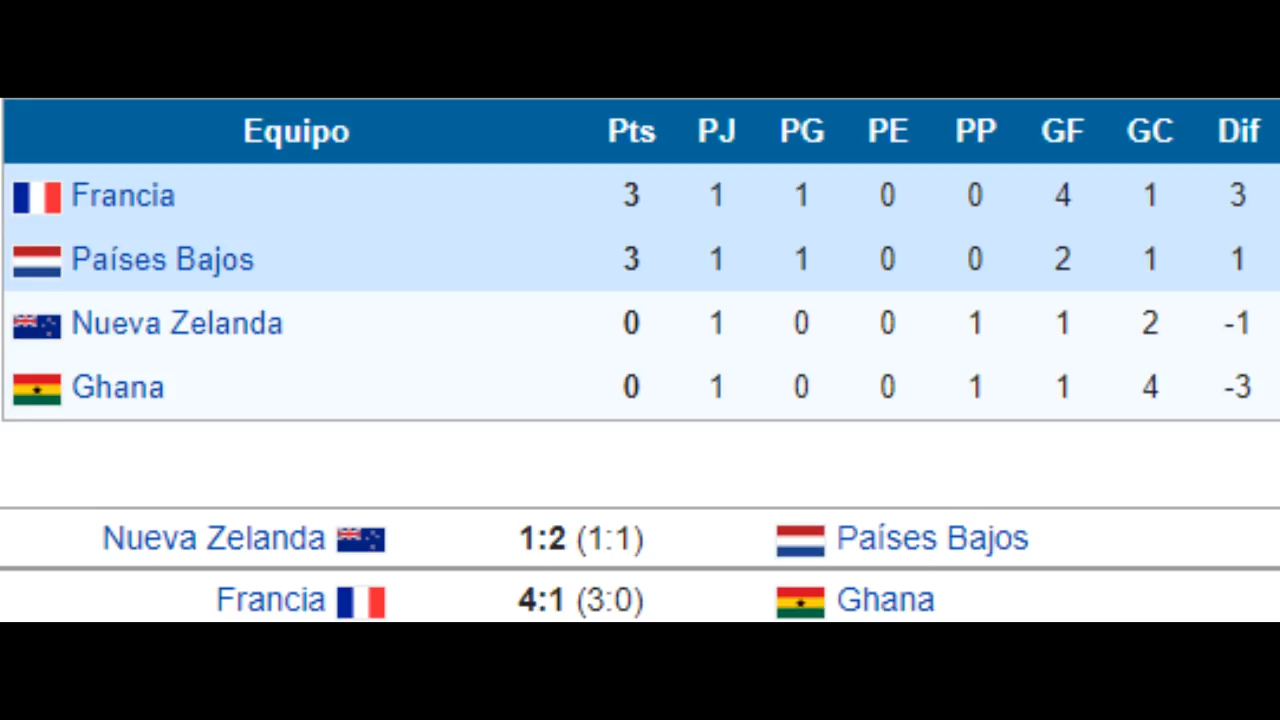 Equipo Pts PJ PG PE PP GF GC Dif
Francia 3 1 1 0 0 4 1 3
Países Bajos 3 1 1 0 0 2 1 1
Nueva Zelanda 0 1 0 0 1 1 2 -1
Ghana 0 1 0 0 1 1 4 -3
Nueva Zelanda 1:2 (1:1) Países Bajos
Francia 4:1 (3:0) Ghana